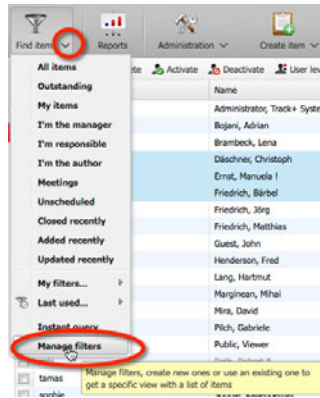 Find items Reports Administration Create item
All items
Outstanding
My items
I'm the manager
I'm responsible
I'm the author
Meetings
Unscheduled
Closed recently
Added recently
Updated recently
My filters...
Last used...
Instant query
Manage filters
Activate Deactivate User lev
Name
Administrator, Track+ Syste
Bojani, Adrian
Brambeck, Lena
Däschner, Christoph
Ernst, Manuela !
Friedrich, Bärbel
Friedrich, Jörg
Friedrich, Matthias
Guest, John
Henderson, Fred
Lang, Hartmut
Marginean, Mihai
Mira, David
Pilch, Gabriele
Public, Viewer
Manage filters, create new ones or use an existing one to
get a specific view with a list of items
tamas
sophie